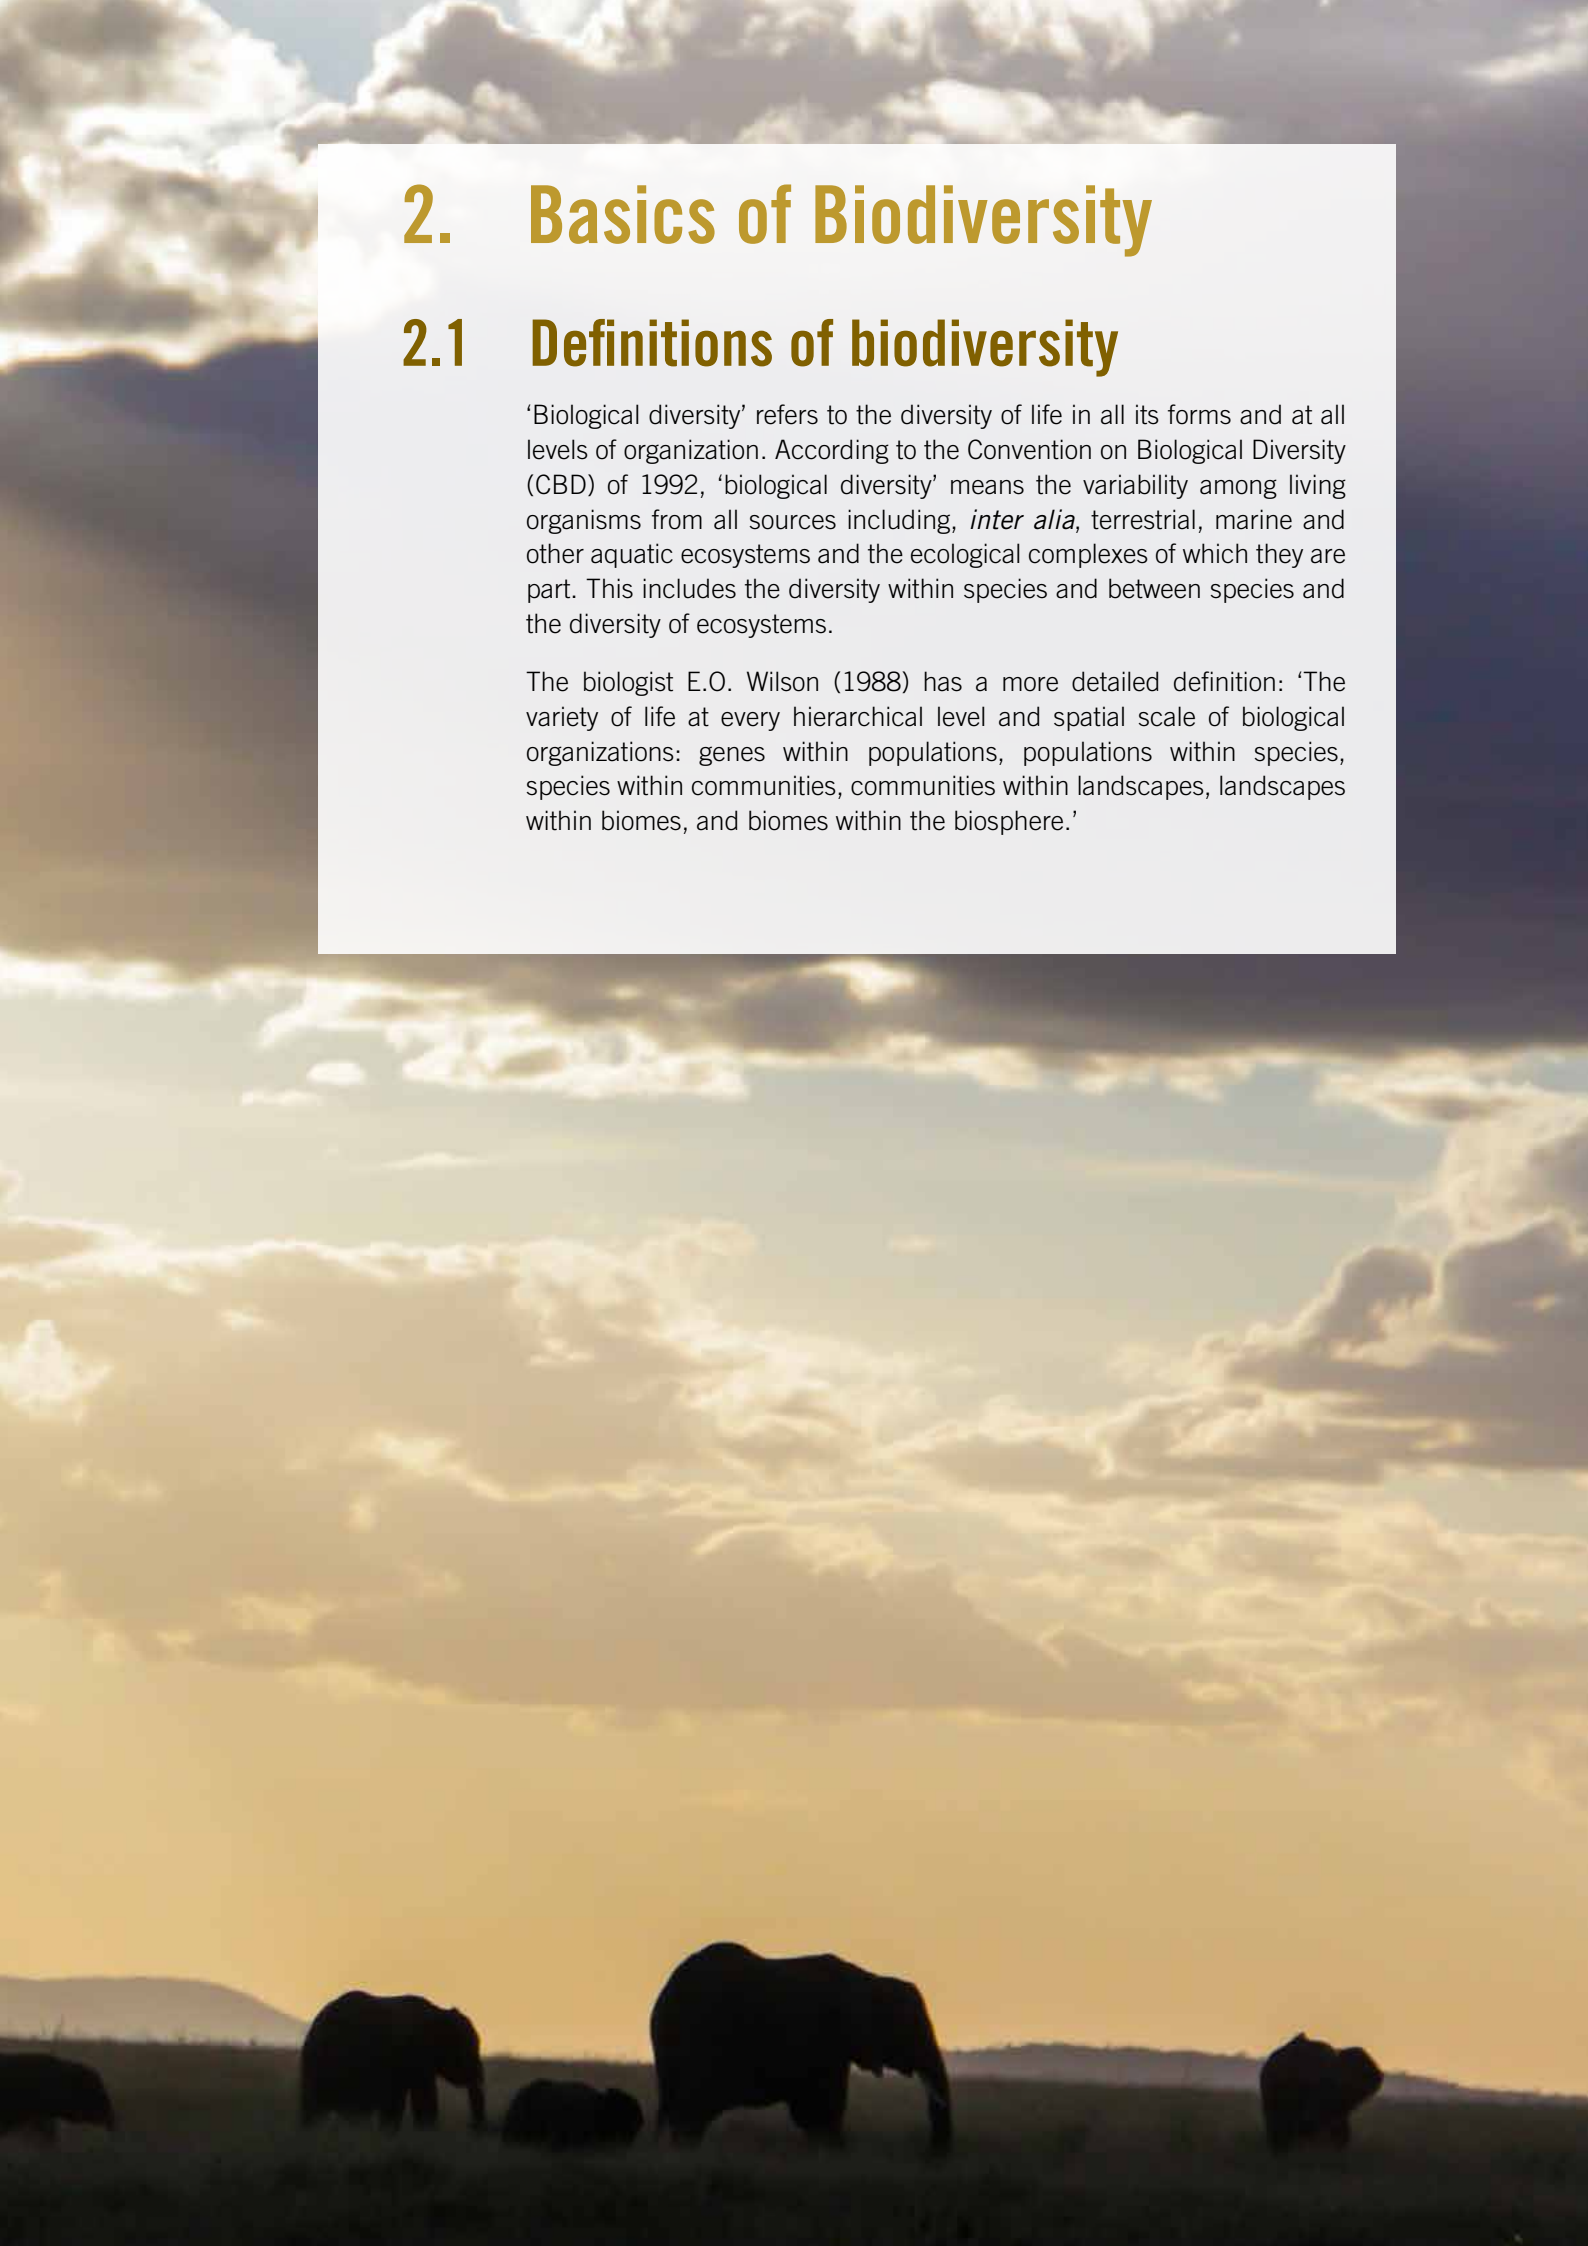 2. Basics of Biodiversity
2.1 Definitions of biodiversity
‘Biological diversity’ refers to the diversity of life in all its forms and at all
levels of organization. According to the Convention on Biological Diversity
(CBD) of 1992, ‘biological diversity’ means the variability among living
organisms from all sources including, inter alia, terrestrial, marine and
other aquatic ecosystems and the ecological complexes of which they are
part. This includes the diversity within species and between species and
the diversity of ecosystems.
The biologist E.O. Wilson (1988) has a more detailed definition: ‘The
variety of life at every hierarchical level and spatial scale of biological
organizations: genes within populations, populations within species,
species within communities, communities within landscapes, landscapes
within biomes, and biomes within the biosphere.’